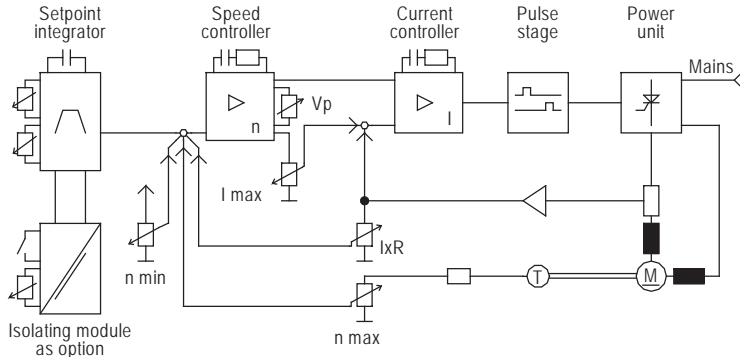 Setpoint
integrator
Speed
controller
Current
controller
Pulse
stage
Power
unit
Mains
Vp
n
I
I max
IxR
n min
T
M
n max
Isolating module
as option